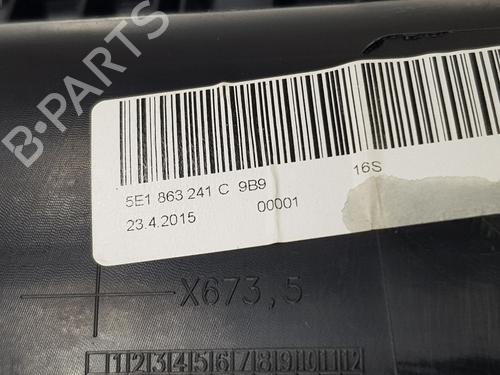 B-PARTS
5E1 863 241 C 9B9
16S
23.4.2015
00001
X673,5
1 2 3 4 5 6 7 8 9 10 11 12